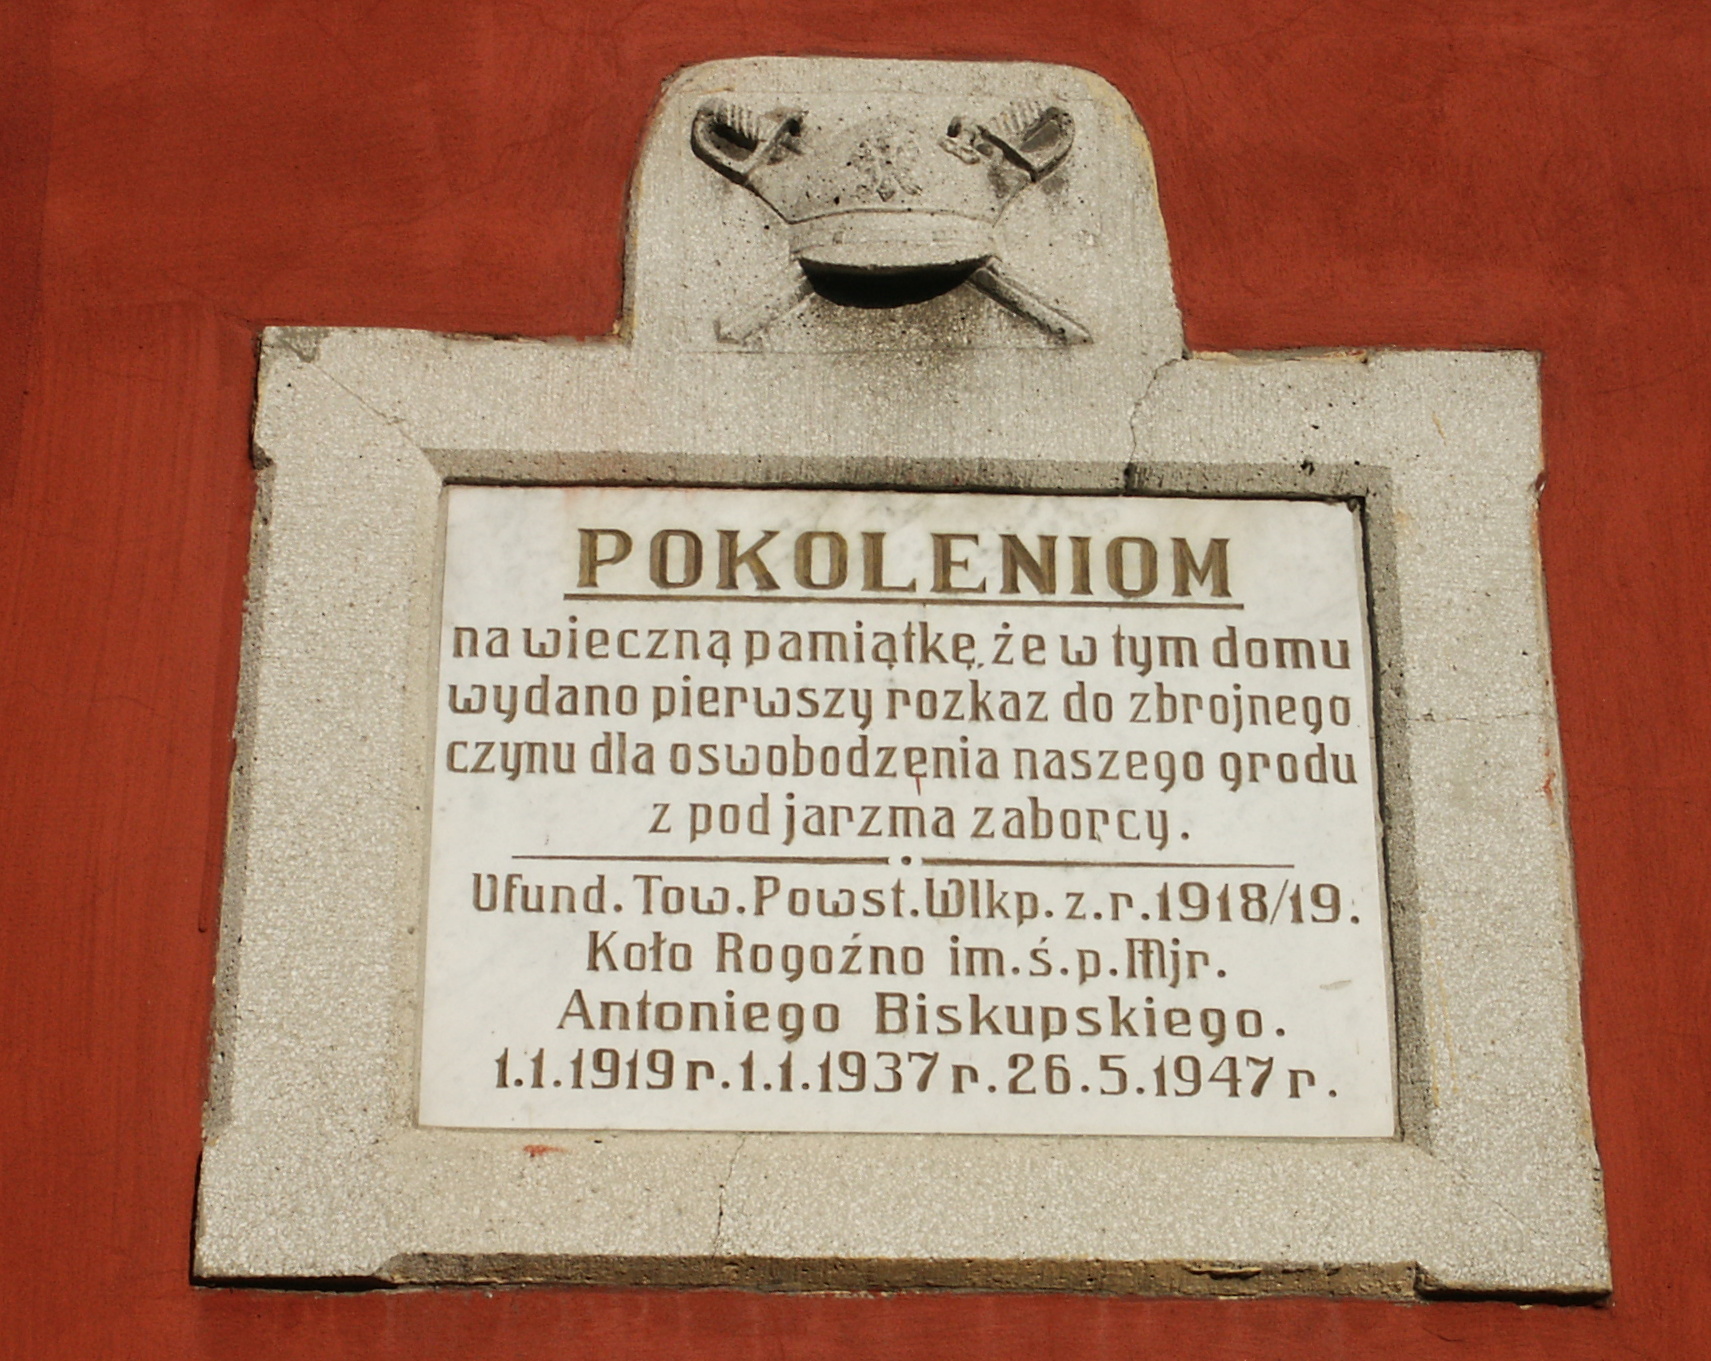 POKOLENIOM
na wieczną pamiątkę, że w tym domu
wydano pierwszy rozkaz do zbrojnego
czynu dla oswobodzęnia naszego grodu
z pod jarzma zaborcy.
Ufund. Tow. Powst. Wlkp. z. r. 1918/19.
Koło Rogoźno im. ś. p. Mjr.
Antoniego Biskupskiego.
1.1.1919 r. 1.1.1937 r. 26.5.1947 r.